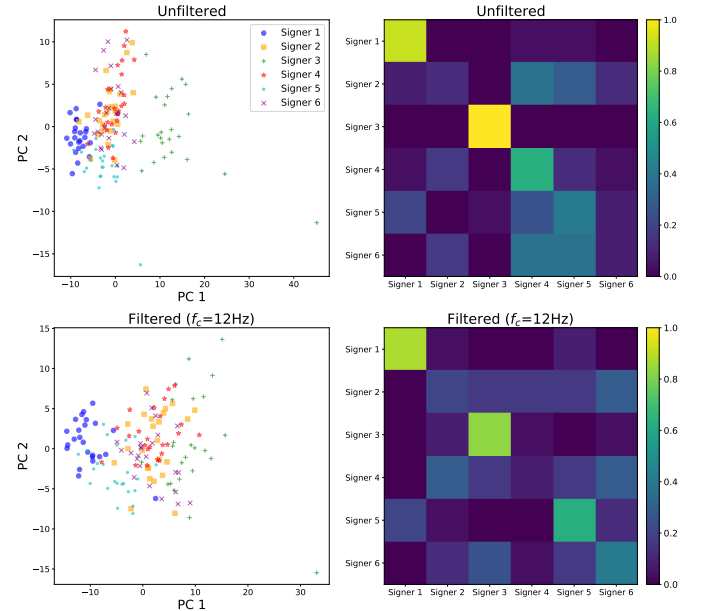 Unfiltered
PC 2
10
5
0
−5
−10
−15
−10
0
10
20
30
40
PC 1
Signer 1
Signer 2
Signer 3
Signer 4
Signer 5
Signer 6
Unfiltered
Signer 1
Signer 2
Signer 3
Signer 4
Signer 5
Signer 6
Signer 1
Signer 2
Signer 3
Signer 4
Signer 5
Signer 6
1.0
0.8
0.6
0.4
0.2
0.0
Filtered (fc=12Hz)
PC 2
15
10
5
0
−5
−10
−15
−10
0
10
20
30
PC 1
Filtered (fc=12Hz)
Signer 1
Signer 2
Signer 3
Signer 4
Signer 5
Signer 6
Signer 1
Signer 2
Signer 3
Signer 4
Signer 5
Signer 6
1.0
0.8
0.6
0.4
0.2
0.0